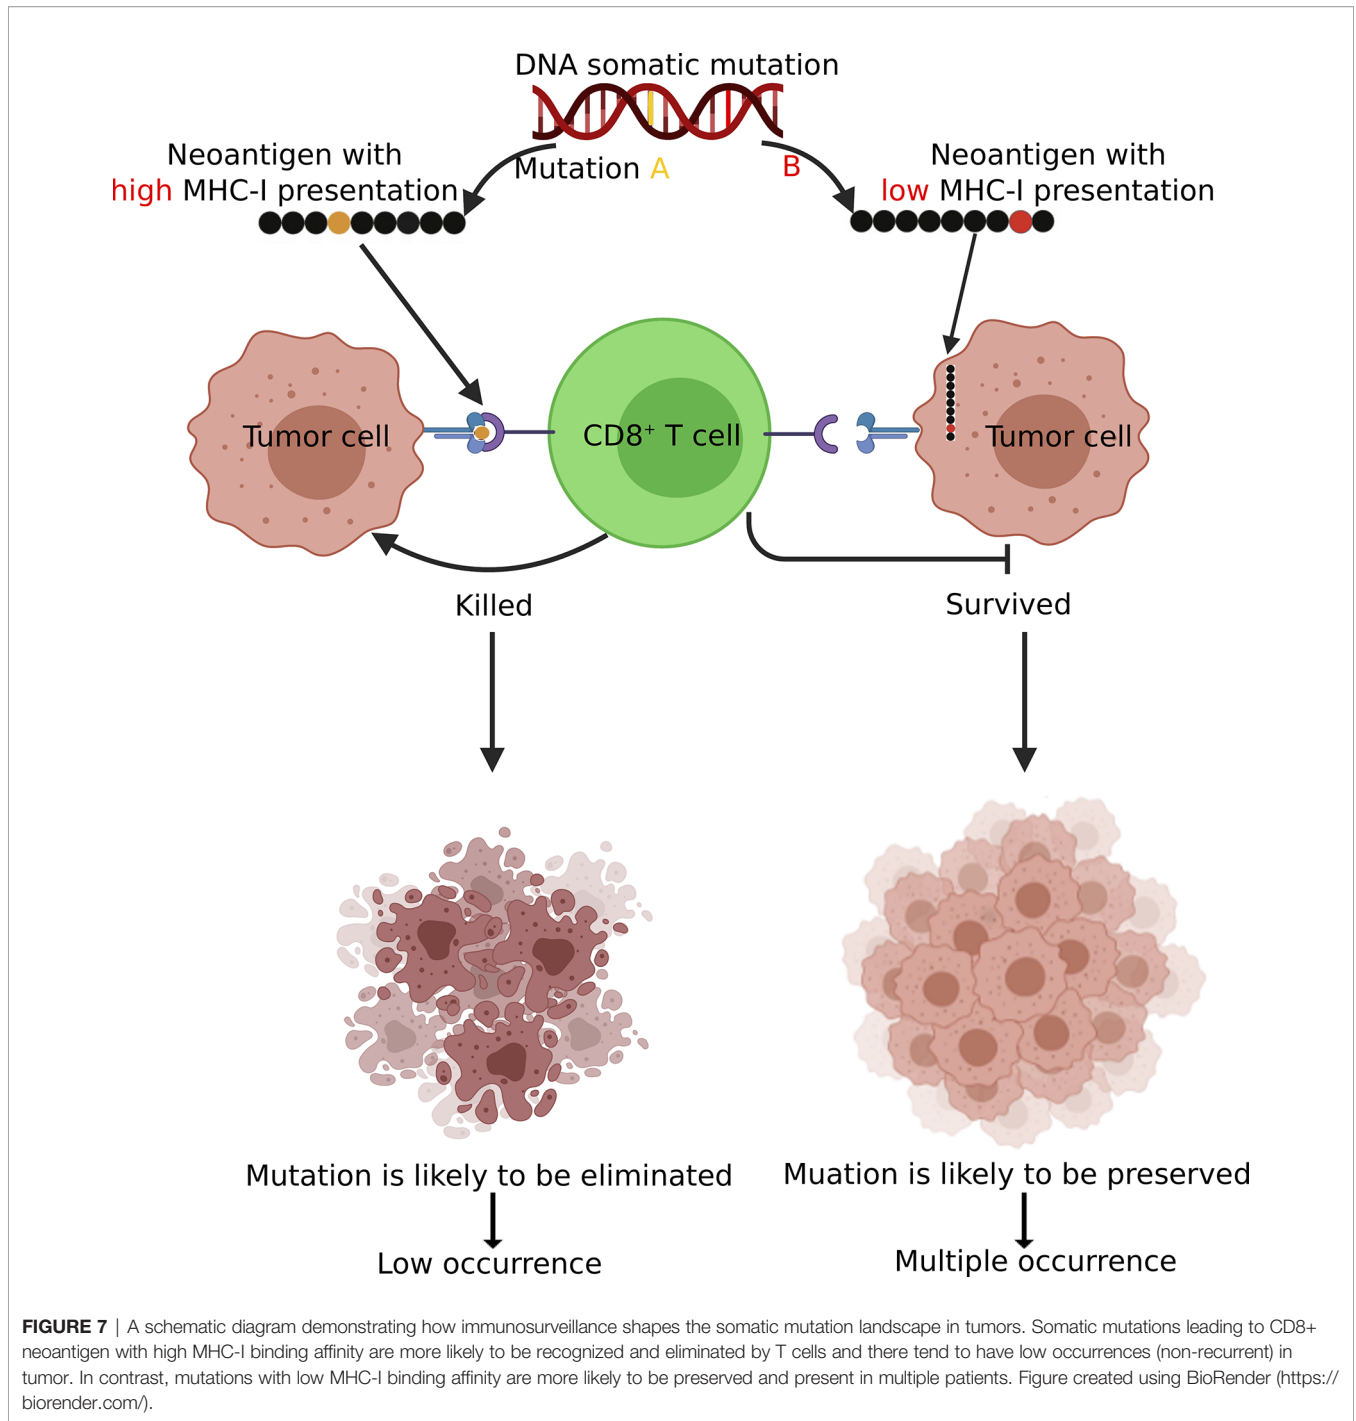 DNA somatic mutation
Neoantigen with
high MHC-I presentation
Mutation A
B
Neoantigen with
low MHC-I presentation
Tumor cell
CD8⁺ T cell
Tumor cell
Killed
Survived
Mutation is likely to be eliminated
Muation is likely to be preserved
Low occurrence
Multiple occurrence
FIGURE 7 | A schematic diagram demonstrating how immunosurveillance shapes the somatic mutation landscape in tumors. Somatic mutations leading to CD8+
neoantigen with high MHC-I binding affinity are more likely to be recognized and eliminated by T cells and there tend to have low occurrences (non-recurrent) in
tumor. In contrast, mutations with low MHC-I binding affinity are more likely to be preserved and present in multiple patients. Figure created using BioRender (https://
biorender.com/).